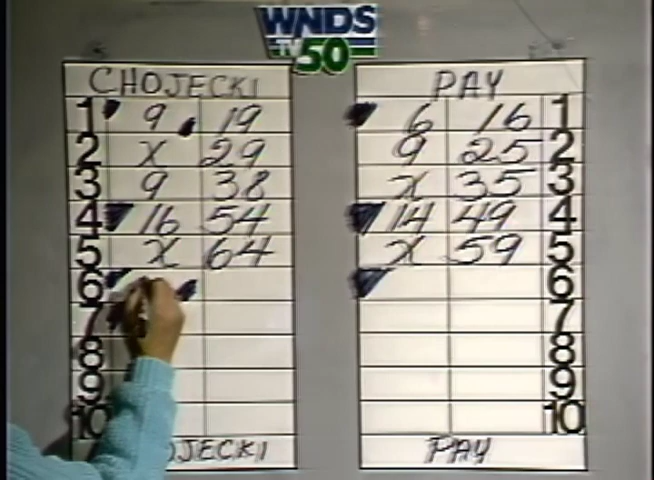 WNDS
TV 50
CHOJECKI
1 9 19
2 X 29
3 9 38
4 16 54
5 X 64
6
7
8
9
10
OJECKI
PAY
6 16 1
9 25 2
X 35 3
14 49 4
X 59 5
6
7
8
9
10
PAY